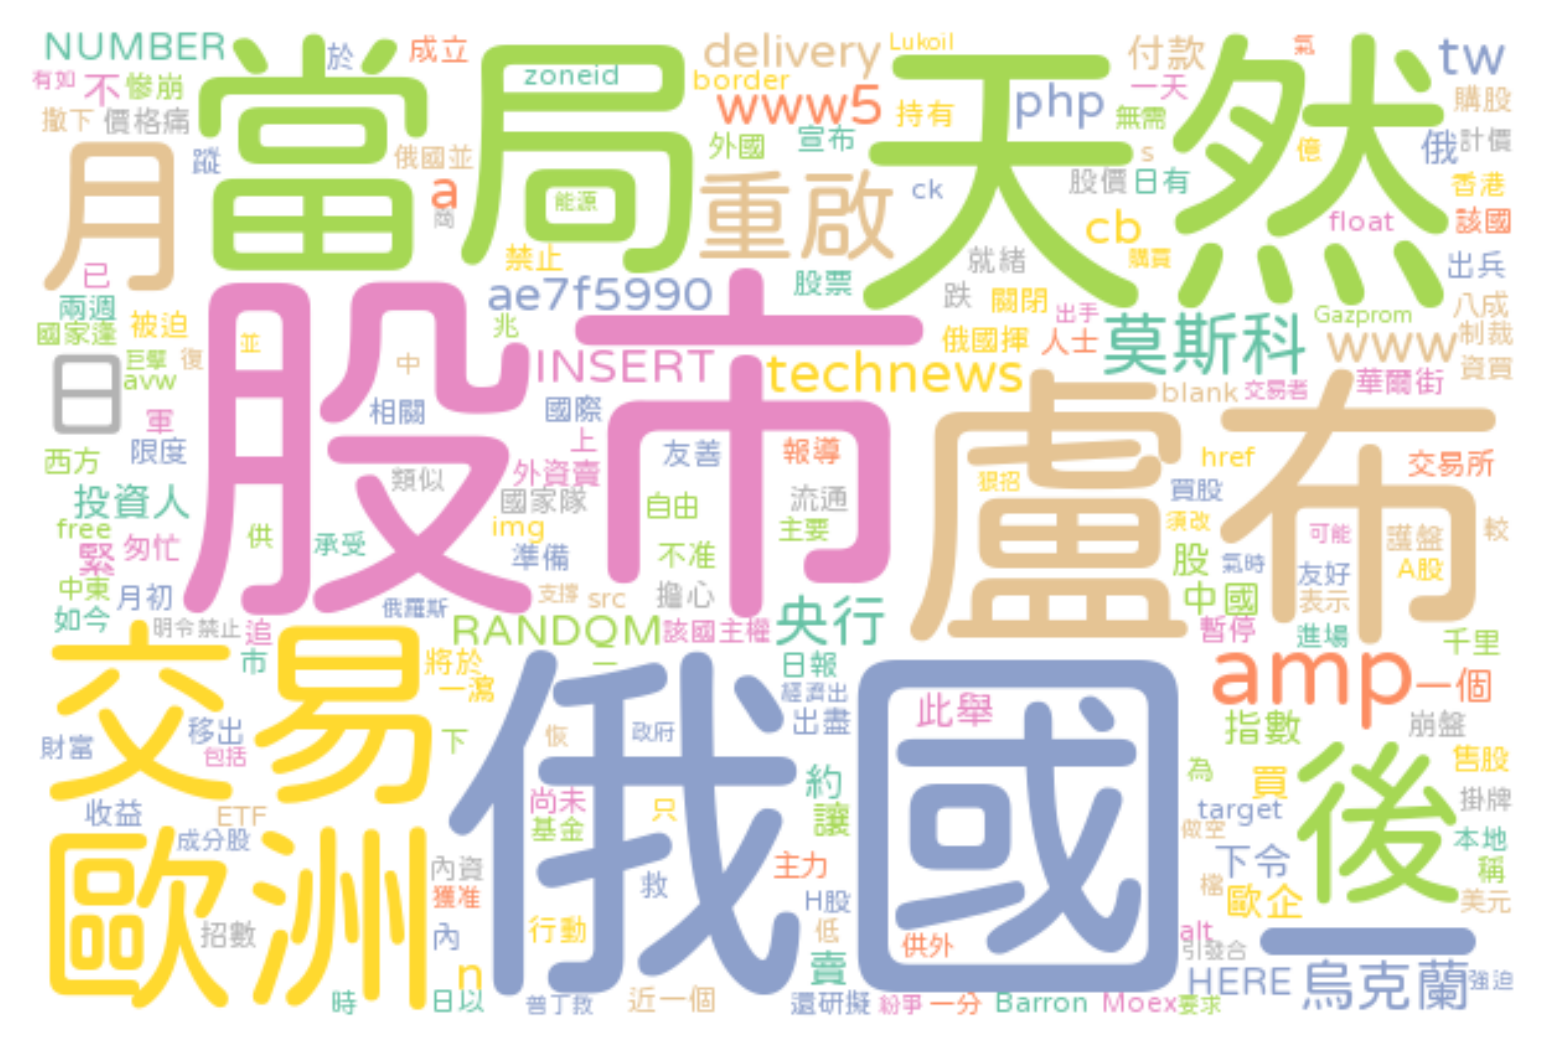 NUMBER
於
成立
有如
不
慘崩
撤下
價格痛
蹤
當局
zoneid
能源
俄國並
a
月
已
delivery
Lukoil
border
www5
持有
外國
宣布
重啟
ck
天然
付款
一天
php
無需
氣
tw
購股
s
億
俄
計價
股價
日有
香港
cb
float
該國
購買
出兵
禁止
ae7f5990
股票
就緒
跌
關閉
出手
兩週
國家逢
被迫
兆
INSERT
technews
俄國揮
人士
莫斯科
Gazprom
八成
制裁
www
資買
日
巨擘
復
avw
並
中
股市
軍
限度
相關
國際
上
友善
報導
blank
交易者
華爾街
西方
類似
外資賣
國家隊
自由
流通
狠招
盧布
href
買股
交易所
投資人
free
緊
匆忙
供
承受
img
準備
不准
主要
須改
股
氣時
可能
護盤
較
A股
友好
表示
中東
月初
如今
明令禁止
追
俄羅斯
支撐
src
擔心
中國
暫停
進場
千里
RANDQM
該國主權
央行
交易
市
將於
一瀉
一
日報
經濟出
出盡
amp
一個
財富
移出
包括
下
恢
政府
此舉
指數
崩盤
俄國
收益
ETF
成分股
尚未
基金
只
約
讓
為
買
售股
target
掛牌
做空
後
本地
稱
歐洲
內資
獲准
救
主力
H股
下令
檔
歐企
美元
招數
內
行動
低
供外
alt
引發合
一
n
賣
HERE
烏克蘭
強迫
時
日以
普丁救
近一個
還研擬
紛爭
一分
Barron
Moex
要求